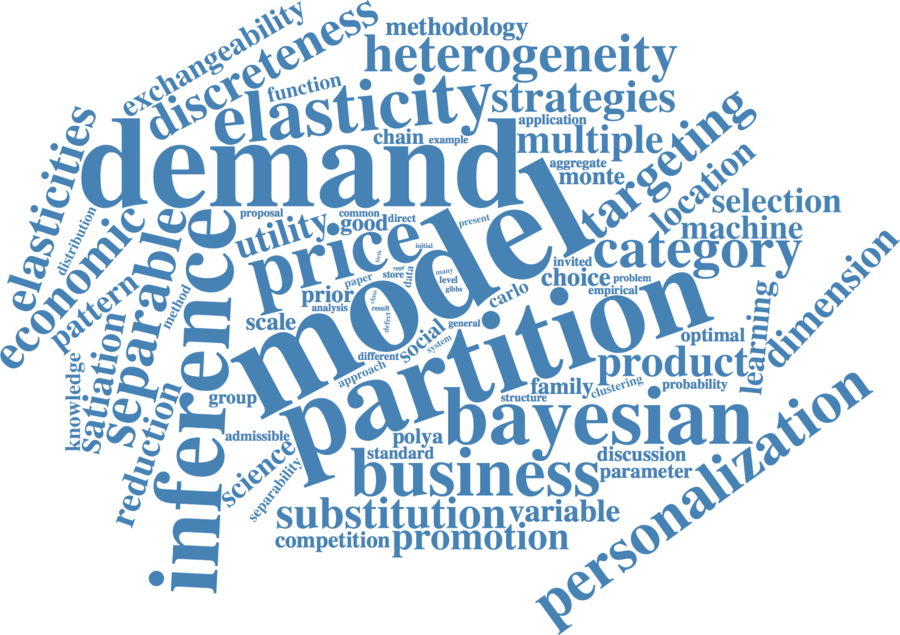 exchangeability
discreteness
methodology
heterogeneity
function
elasticity
strategies
application
chain
example
multiple
targeting
elasticities
demand
aggregate
monte
location
selection
distribution
economic
pattern
separable
inference
proposal
common
direct
good
utility
price
present
initial
model
machine
category
dimension
invited
choice
problem
empirical
store
data
many
level
gibbs
paper
prior
analysis
class
result
defect
carlo
method
scale
social
general
system
partition
learning
optimal
different
approach
product
satiation
knowledge
reduction
group
family
clustering
probability
structure
bayesian
admissible
polya
standard
science
separability
business
discussion
parameter
personalization
substitution
variable
competition
promotion